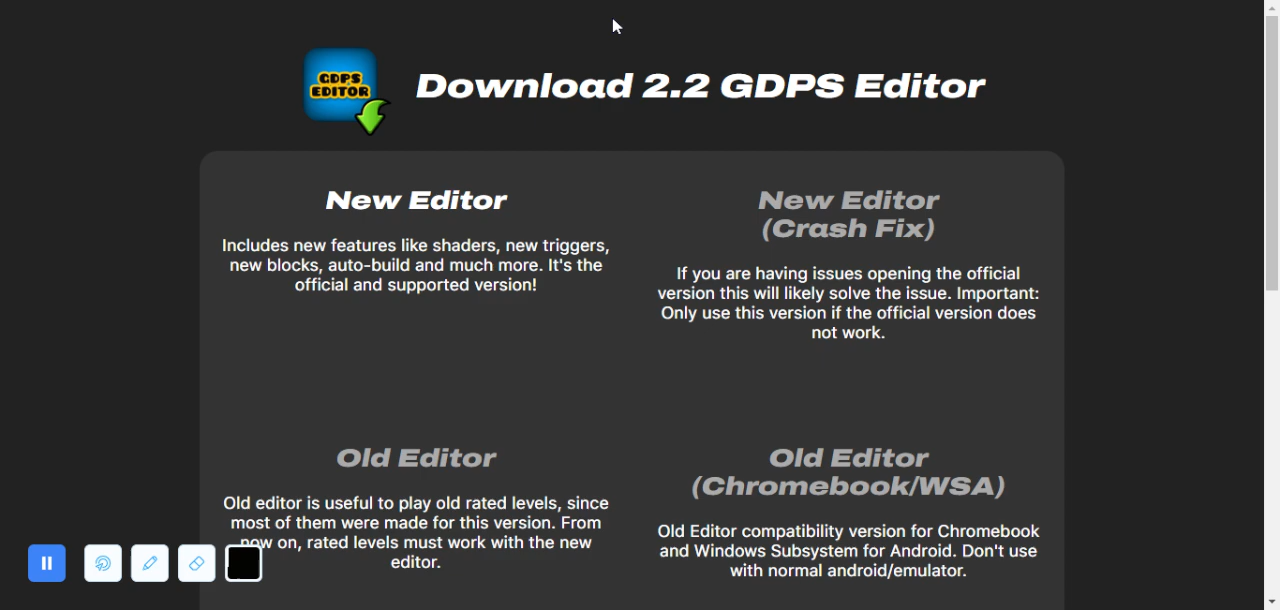 GDPS
EDITOR
Download 2.2 GDPS Editor
New Editor
Includes new features like shaders, new triggers,
new blocks, auto-build and much more. It's the
official and supported version!
New Editor
(Crash Fix)
If you are having issues opening the official
version this will likely solve the issue. Important:
Only use this version if the official version does
not work.
Old Editor
Old editor is useful to play old rated levels, since
most of them were made for this version. From
now on, rated levels must work with the new
editor.
Old Editor
(Chromebook/WSA)
Old Editor compatibility version for Chromebook
and Windows Subsystem for Android. Don't use
with normal android/emulator.